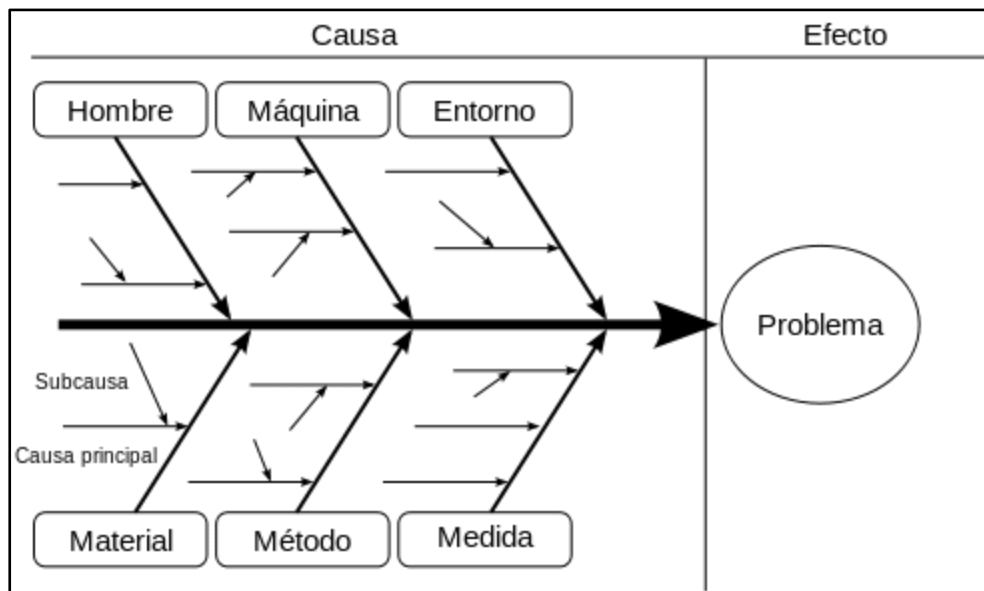 Causa
Efecto
Hombre
Máquina
Entorno
Problema
Subcausa
Causa principal
Material
Método
Medida